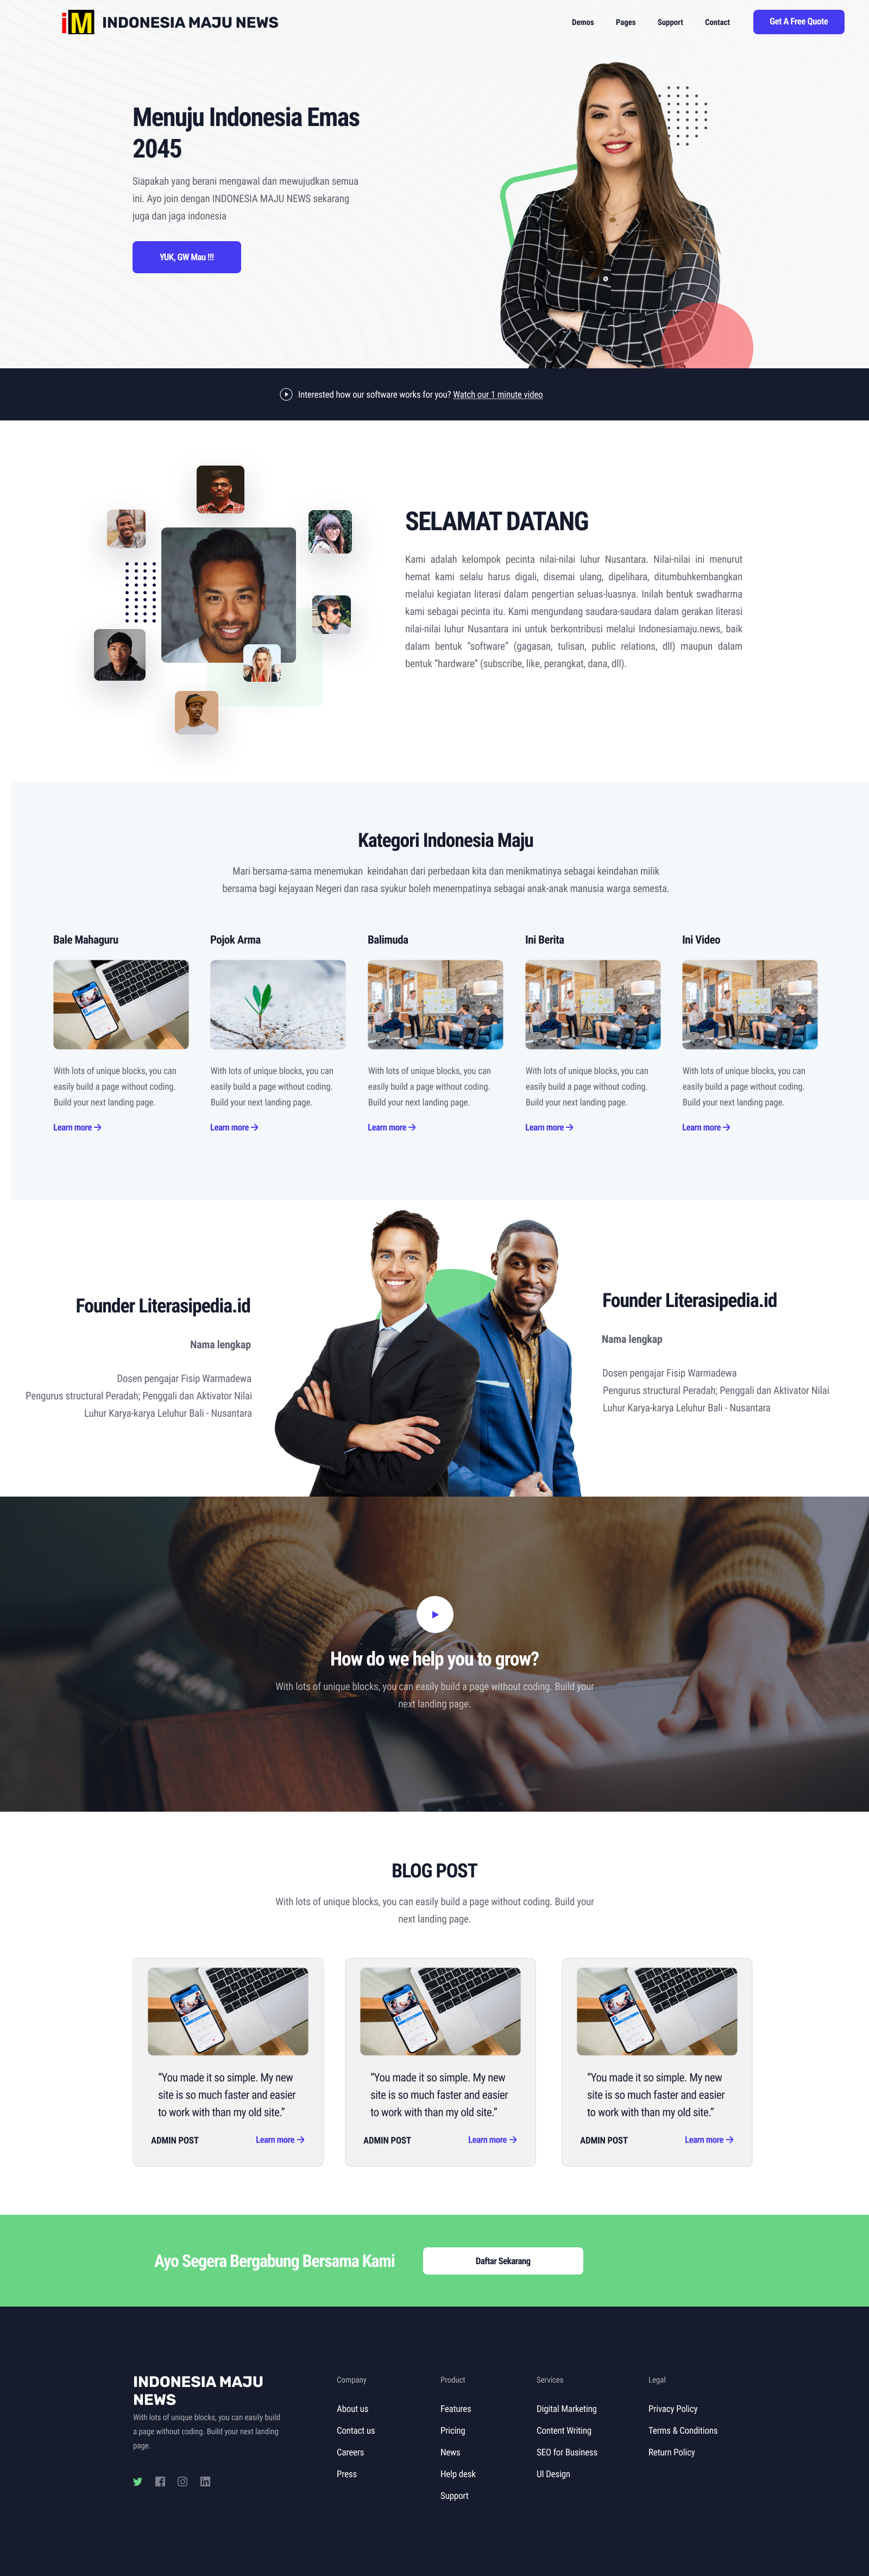 iM INDONESIA MAJU NEWS
Demos Pages Support Contact Get A Free Quote
Menuju Indonesia Emas
2045
Siapakah yang berani mengawal dan mewujudkan semua
ini. Ayo join dengan INDONESIA MAJU NEWS sekarang
juga dan jaga indonesia
YUK, GW Mau !!!
Interested how our software works for you? Watch our 1 minute video
SELAMAT DATANG
Kami adalah kelompok pecinta nilai-nilai luhur Nusantara. Nilai-nilai ini menurut
hemat kami selalu harus digali, disemai ulang, dipelihara, ditumbuhkembangkan
melalui kegiatan literasi dalam pengertian seluas-luasnya. Inilah bentuk swadharma
kami sebagai pecinta itu. Kami mengundang saudara-saudara dalam gerakan literasi
nilai-nilai luhur Nusantara ini untuk berkontribusi melalui Indonesiamaju.news, baik
dalam bentuk “software” (gagasan, tulisan, public relations, dll) maupun dalam
bentuk “hardware” (subscribe, like, perangkat, dana, dll).
Kategori Indonesia Maju
Mari bersama-sama menemukan keindahan dari perbedaan kita dan menikmatinya sebagai keindahan milik
bersama bagi kejayaan Negeri dan rasa syukur boleh menempatinya sebagai anak-anak manusia warga semesta.
Bale Mahaguru
With lots of unique blocks, you can
easily build a page without coding.
Build your next landing page.
Learn more
Pojok Arma
With lots of unique blocks, you can
easily build a page without coding.
Build your next landing page.
Learn more
Balimuda
With lots of unique blocks, you can
easily build a page without coding.
Build your next landing page.
Learn more
Ini Berita
With lots of unique blocks, you can
easily build a page without coding.
Build your next landing page.
Learn more
Ini Video
With lots of unique blocks, you can
easily build a page without coding.
Build your next landing page.
Learn more
Founder Literasipedia.id
Nama lengkap
Dosen pengajar Fisip Warmadewa
Pengurus structural Peradah; Penggali dan Aktivator Nilai
Luhur Karya-karya Leluhur Bali - Nusantara
Founder Literasipedia.id
Nama lengkap
Dosen pengajar Fisip Warmadewa
Pengurus structural Peradah; Penggali dan Aktivator Nilai
Luhur Karya-karya Leluhur Bali - Nusantara
How do we help you to grow?
With lots of unique blocks, you can easily build a page without coding. Build your
next landing page.
BLOG POST
With lots of unique blocks, you can easily build a page without coding. Build your
next landing page.
“You made it so simple. My new
site is so much faster and easier
to work with than my old site.”
ADMIN POST Learn more
“You made it so simple. My new
site is so much faster and easier
to work with than my old site.”
ADMIN POST Learn more
“You made it so simple. My new
site is so much faster and easier
to work with than my old site.”
ADMIN POST Learn more
Ayo Segera Bergabung Bersama Kami
Daftar Sekarang
INDONESIA MAJU
NEWS
With lots of unique blocks, you can easily build
a page without coding. Build your next landing
page.
Company
About us
Contact us
Careers
Press
Product
Features
Pricing
News
Help desk
Support
Services
Digital Marketing
Content Writing
SEO for Business
UI Design
Legal
Privacy Policy
Terms & Conditions
Return Policy